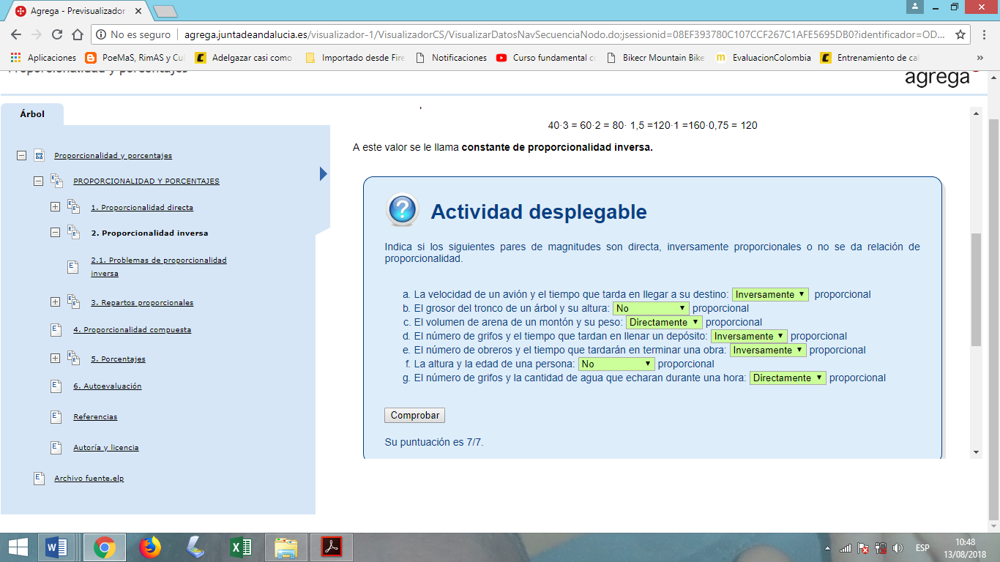 Agrega - Previsualizador
No es seguro
agrega.juntadeandalucia.es/visualizador-1/VisualizadorCS/VisualizarDatosNavSecuenciaNodo.do;jsessionid=08EF393780C107CCF267C1AFE5695DB0?identificador=OD...
Aplicaciones
PoeMaS, RimAS y Cu
Adelgazar casi como
Importado desde Fire
Notificaciones
Curso fundamental c
Bikecr Mountain Bike
EvaluacionColombia
Entrenamiento de ca
»
Proporcionalidad y porcentajes
agrega
Árbol
Proporcionalidad y porcentajes
PROPORCIONALIDAD Y PORCENTAJES
1. Proporcionalidad directa
2. Proporcionalidad inversa
2.1. Problemas de proporcionalidad
inversa
3. Repartos proporcionales
4. Proporcionalidad compuesta
5. Porcentajes
6. Autoevaluación
Referencias
Autoría y licencia
Archivo fuente.elp
40·3 = 60·2 = 80· 1,5 =120·1 =160·0,75 = 120
A este valor se le llama constante de proporcionalidad inversa.
Actividad desplegable
Indica si los siguientes pares de magnitudes son directa, inversamente proporcionales o no se da relación de
proporcionalidad.
a. La velocidad de un avión y el tiempo que tarda en llegar a su destino: Inversamente proporcional
b. El grosor del tronco de un árbol y su altura: No proporcional
c. El volumen de arena de un montón y su peso: Directamente proporcional
d. El número de grifos y el tiempo que tardan en llenar un depósito: Inversamente proporcional
e. El número de obreros y el tiempo que tardarán en terminar una obra: Inversamente proporcional
f. La altura y la edad de una persona: No proporcional
g. El número de grifos y la cantidad de agua que echaran durante una hora: Directamente proporcional
Comprobar
Su puntuación es 7/7.
ESP
10:48
13/08/2018